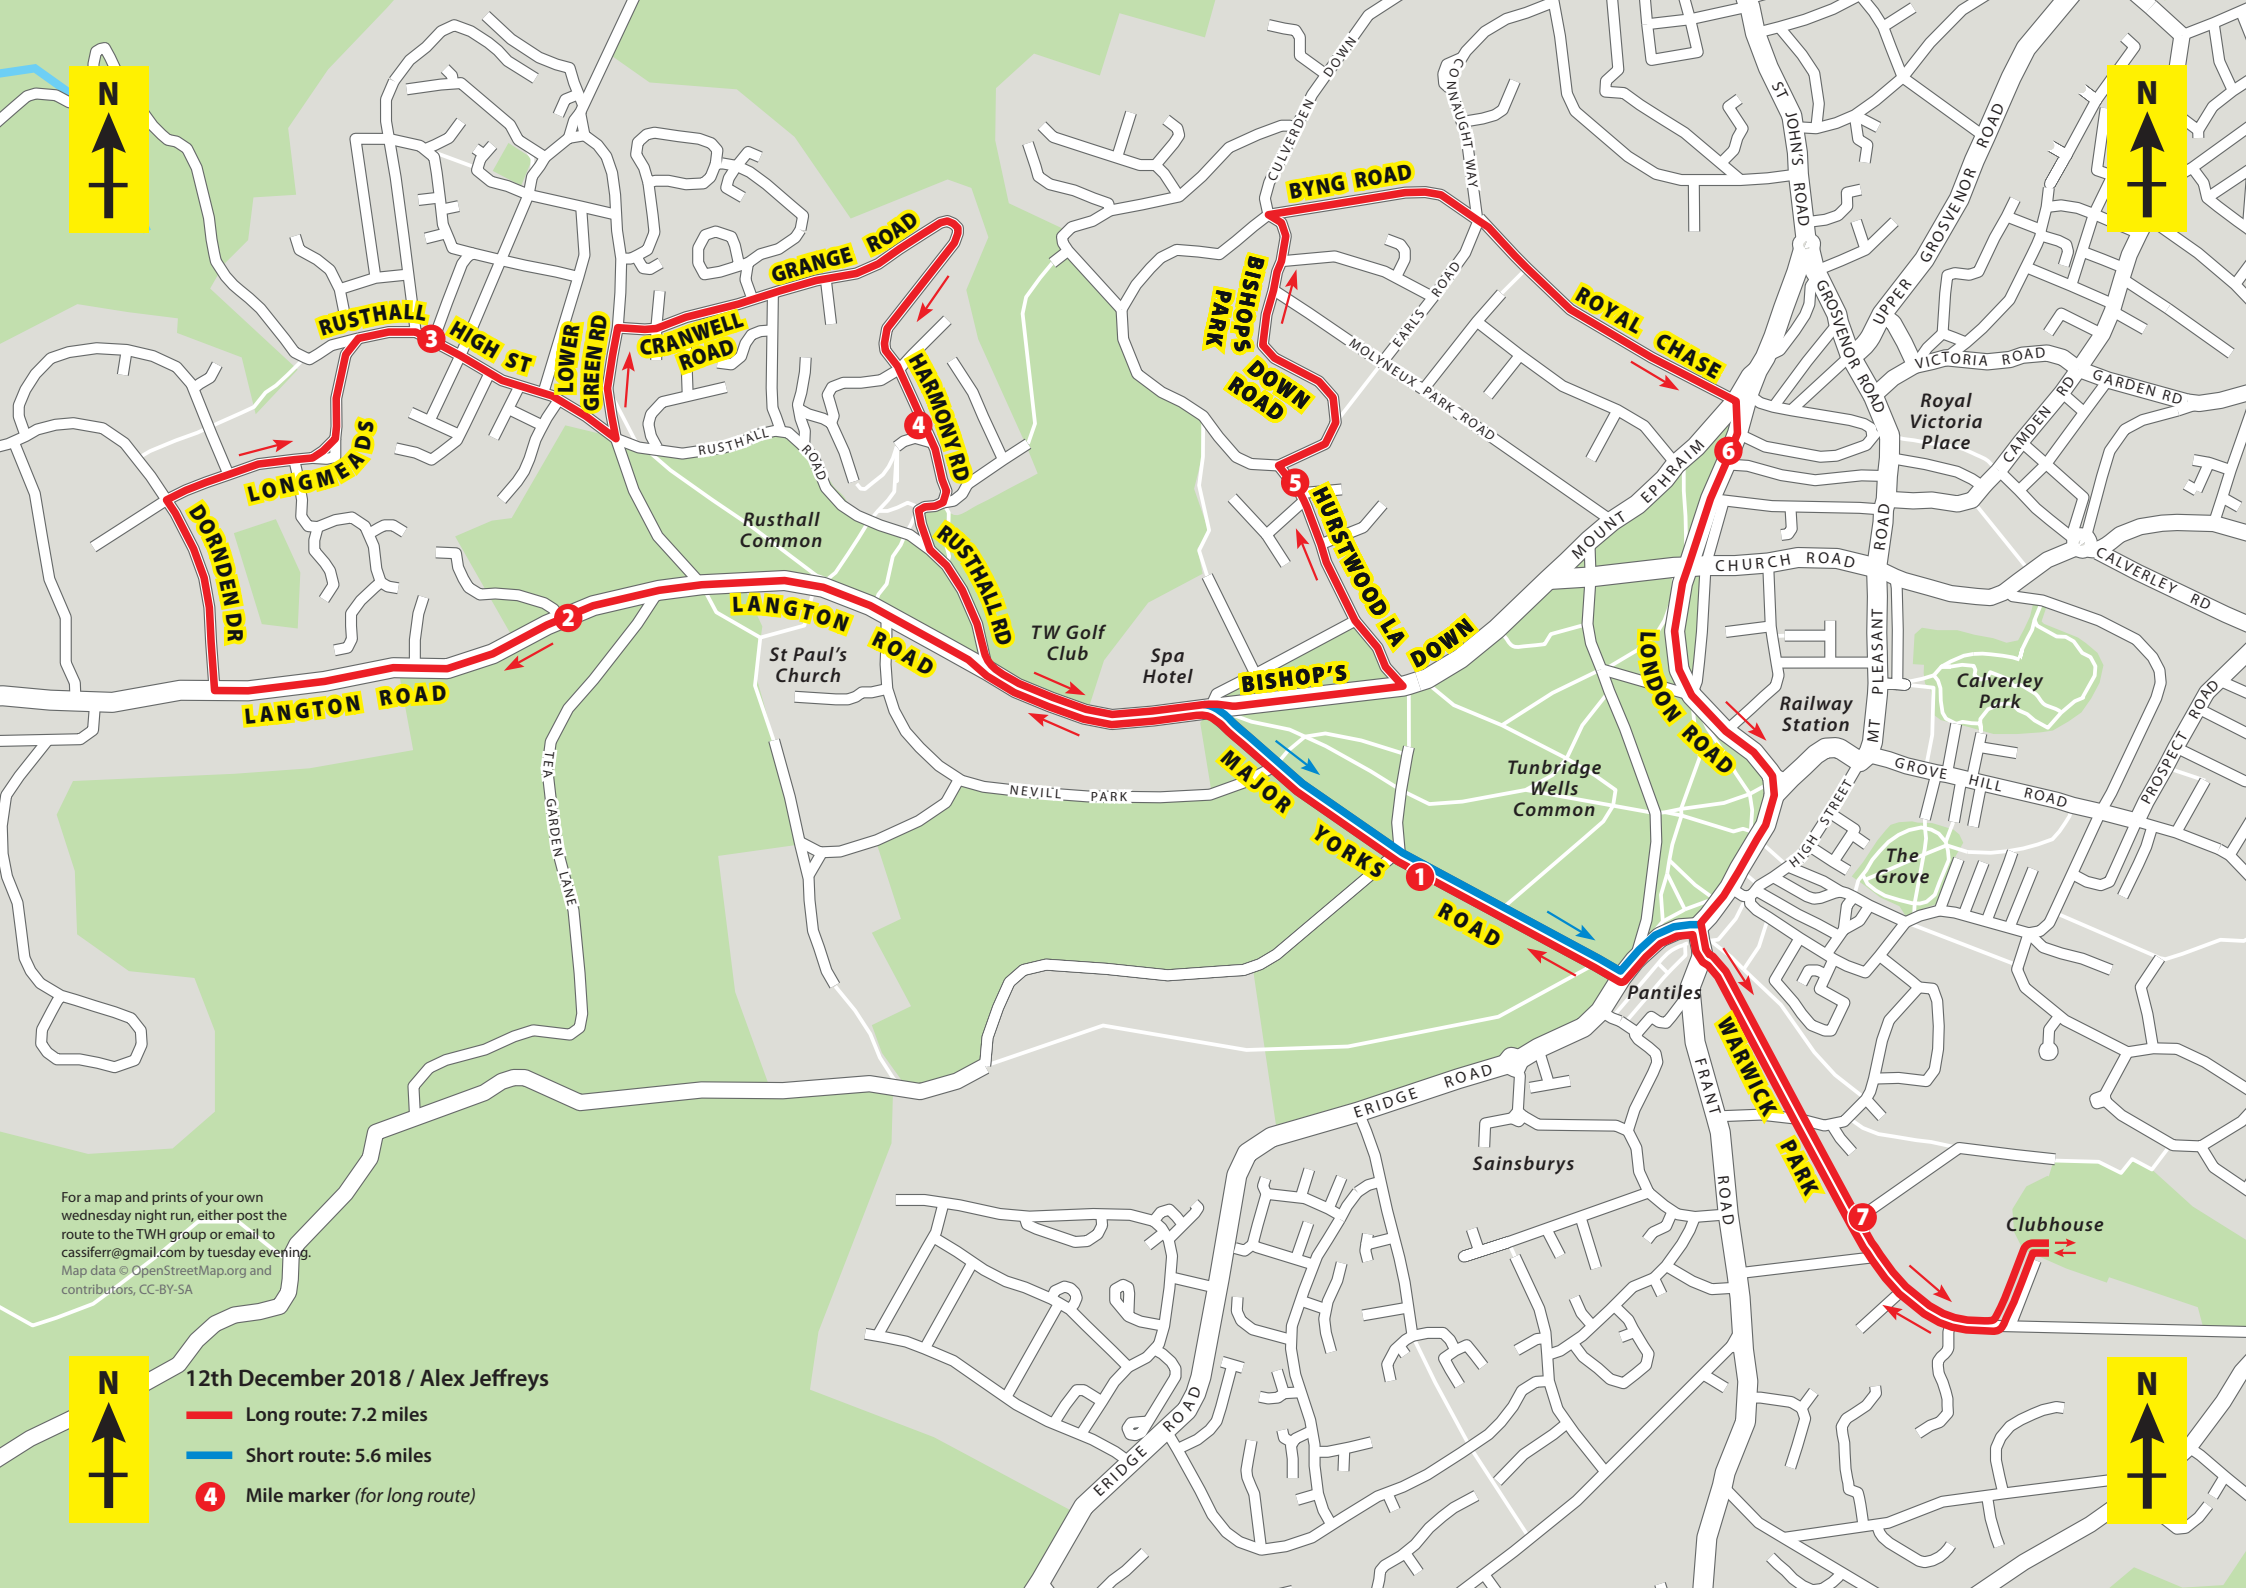 N
N
CULVERDEN DOWN
CONNAUGHT WAY
ST JOHN'S ROAD
UPPER GROSVENOR ROAD
GROSVENOR ROAD
BYNG ROAD
BISHOP'S
PARK
DOWN
ROAD
ROYAL CHASE
EARL'S ROAD
MOLYNEUX PARK ROAD
VICTORIA ROAD
GARDEN RD
CAMDEN RD
Royal
Victoria
Place
GRANGE ROAD
CRANWELL
ROAD
LOWER
GREEN RD
RUSTHALL
3
HIGH ST
HARMONY RD
4
RUSTHALL ROAD
LONGMEADS
DORNDEN DR
Rusthall
Common
RUSTHALL RD
5
HURSTWOOD LA
6
MOUNT EPHRAIM
CHURCH ROAD
MT PLEASANT ROAD
CALVERLEY RD
2
LANGTON ROAD
LANGTON ROAD
St Paul's
Church
TW Golf
Club
Spa
Hotel
BISHOP'S DOWN
LONDON ROAD
Railway
Station
Calverley
Park
PROSPECT ROAD
GROVE HILL ROAD
HIGH STREET
TEA GARDEN LANE
NEVILL PARK
MAJOR YORKS ROAD
1
Tunbridge
Wells
Common
The
Grove
Pantiles
WARWICK PARK
FRANT ROAD
ERIDGE ROAD
Sainsburys
7
Clubhouse
ERIDGE ROAD
For a map and prints of your own
wednesday night run, either post the
route to the TWH group or email to
cassiferr@gmail.com by tuesday evening.
Map data © OpenStreetMap.org and
contributors, CC-BY-SA
N
12th December 2018 / Alex Jeffreys
Long route: 7.2 miles
Short route: 5.6 miles
4 Mile marker (for long route)
N